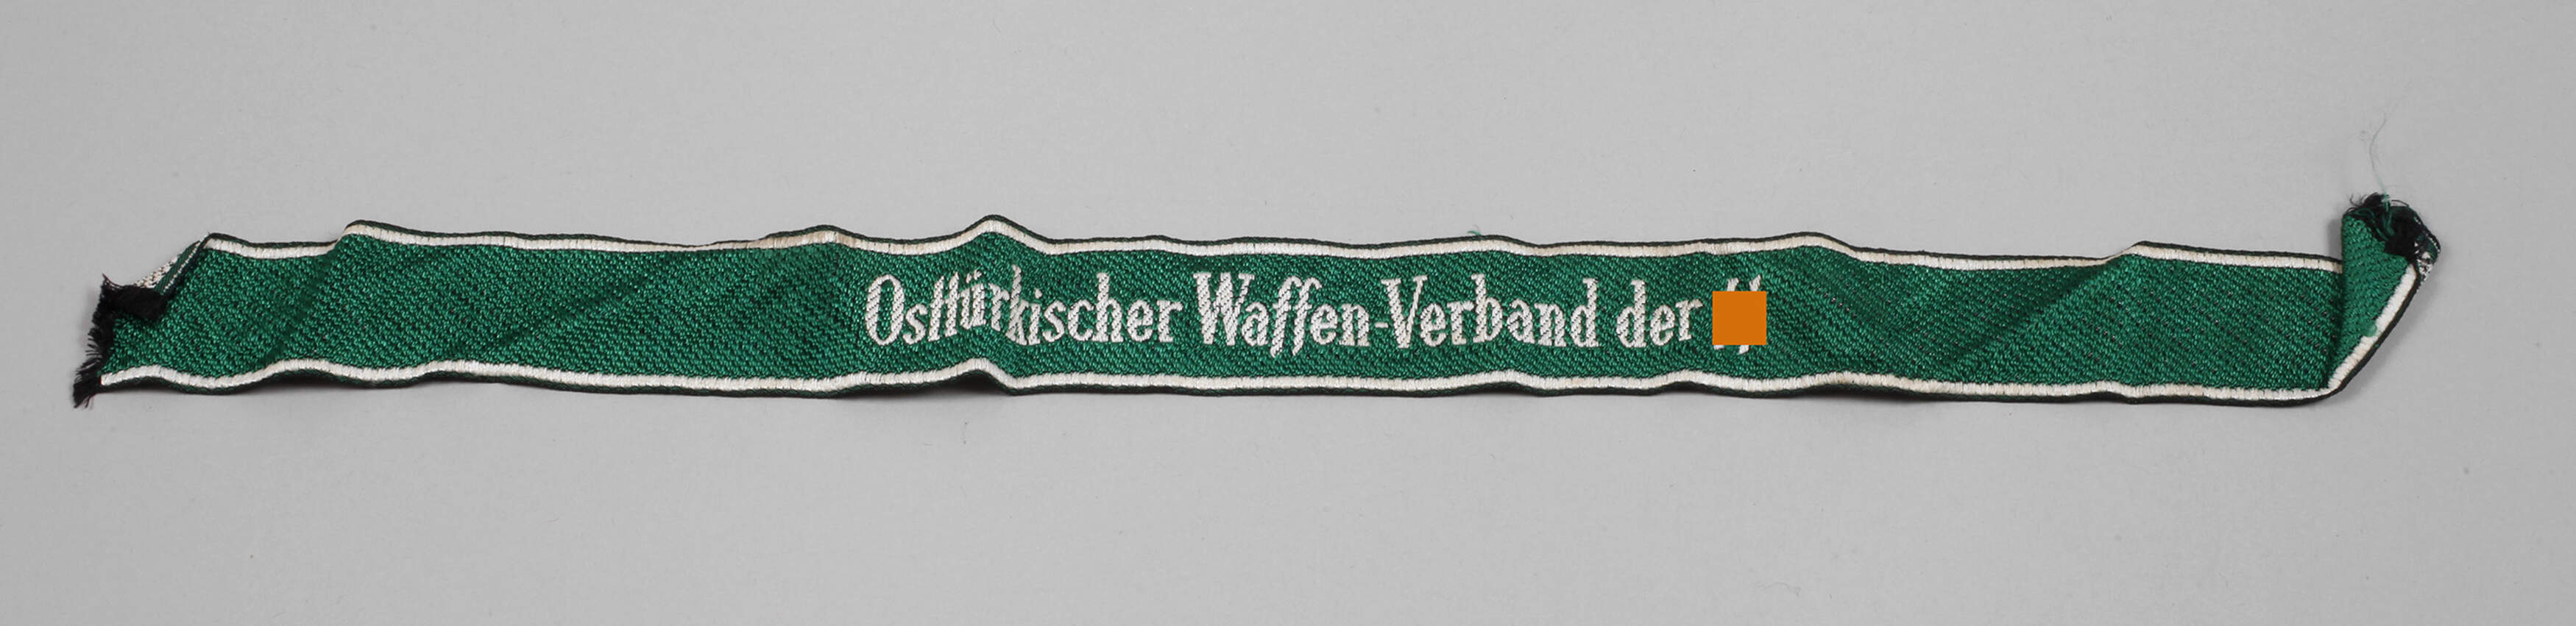 Osttürkischer Waffen-Verband der